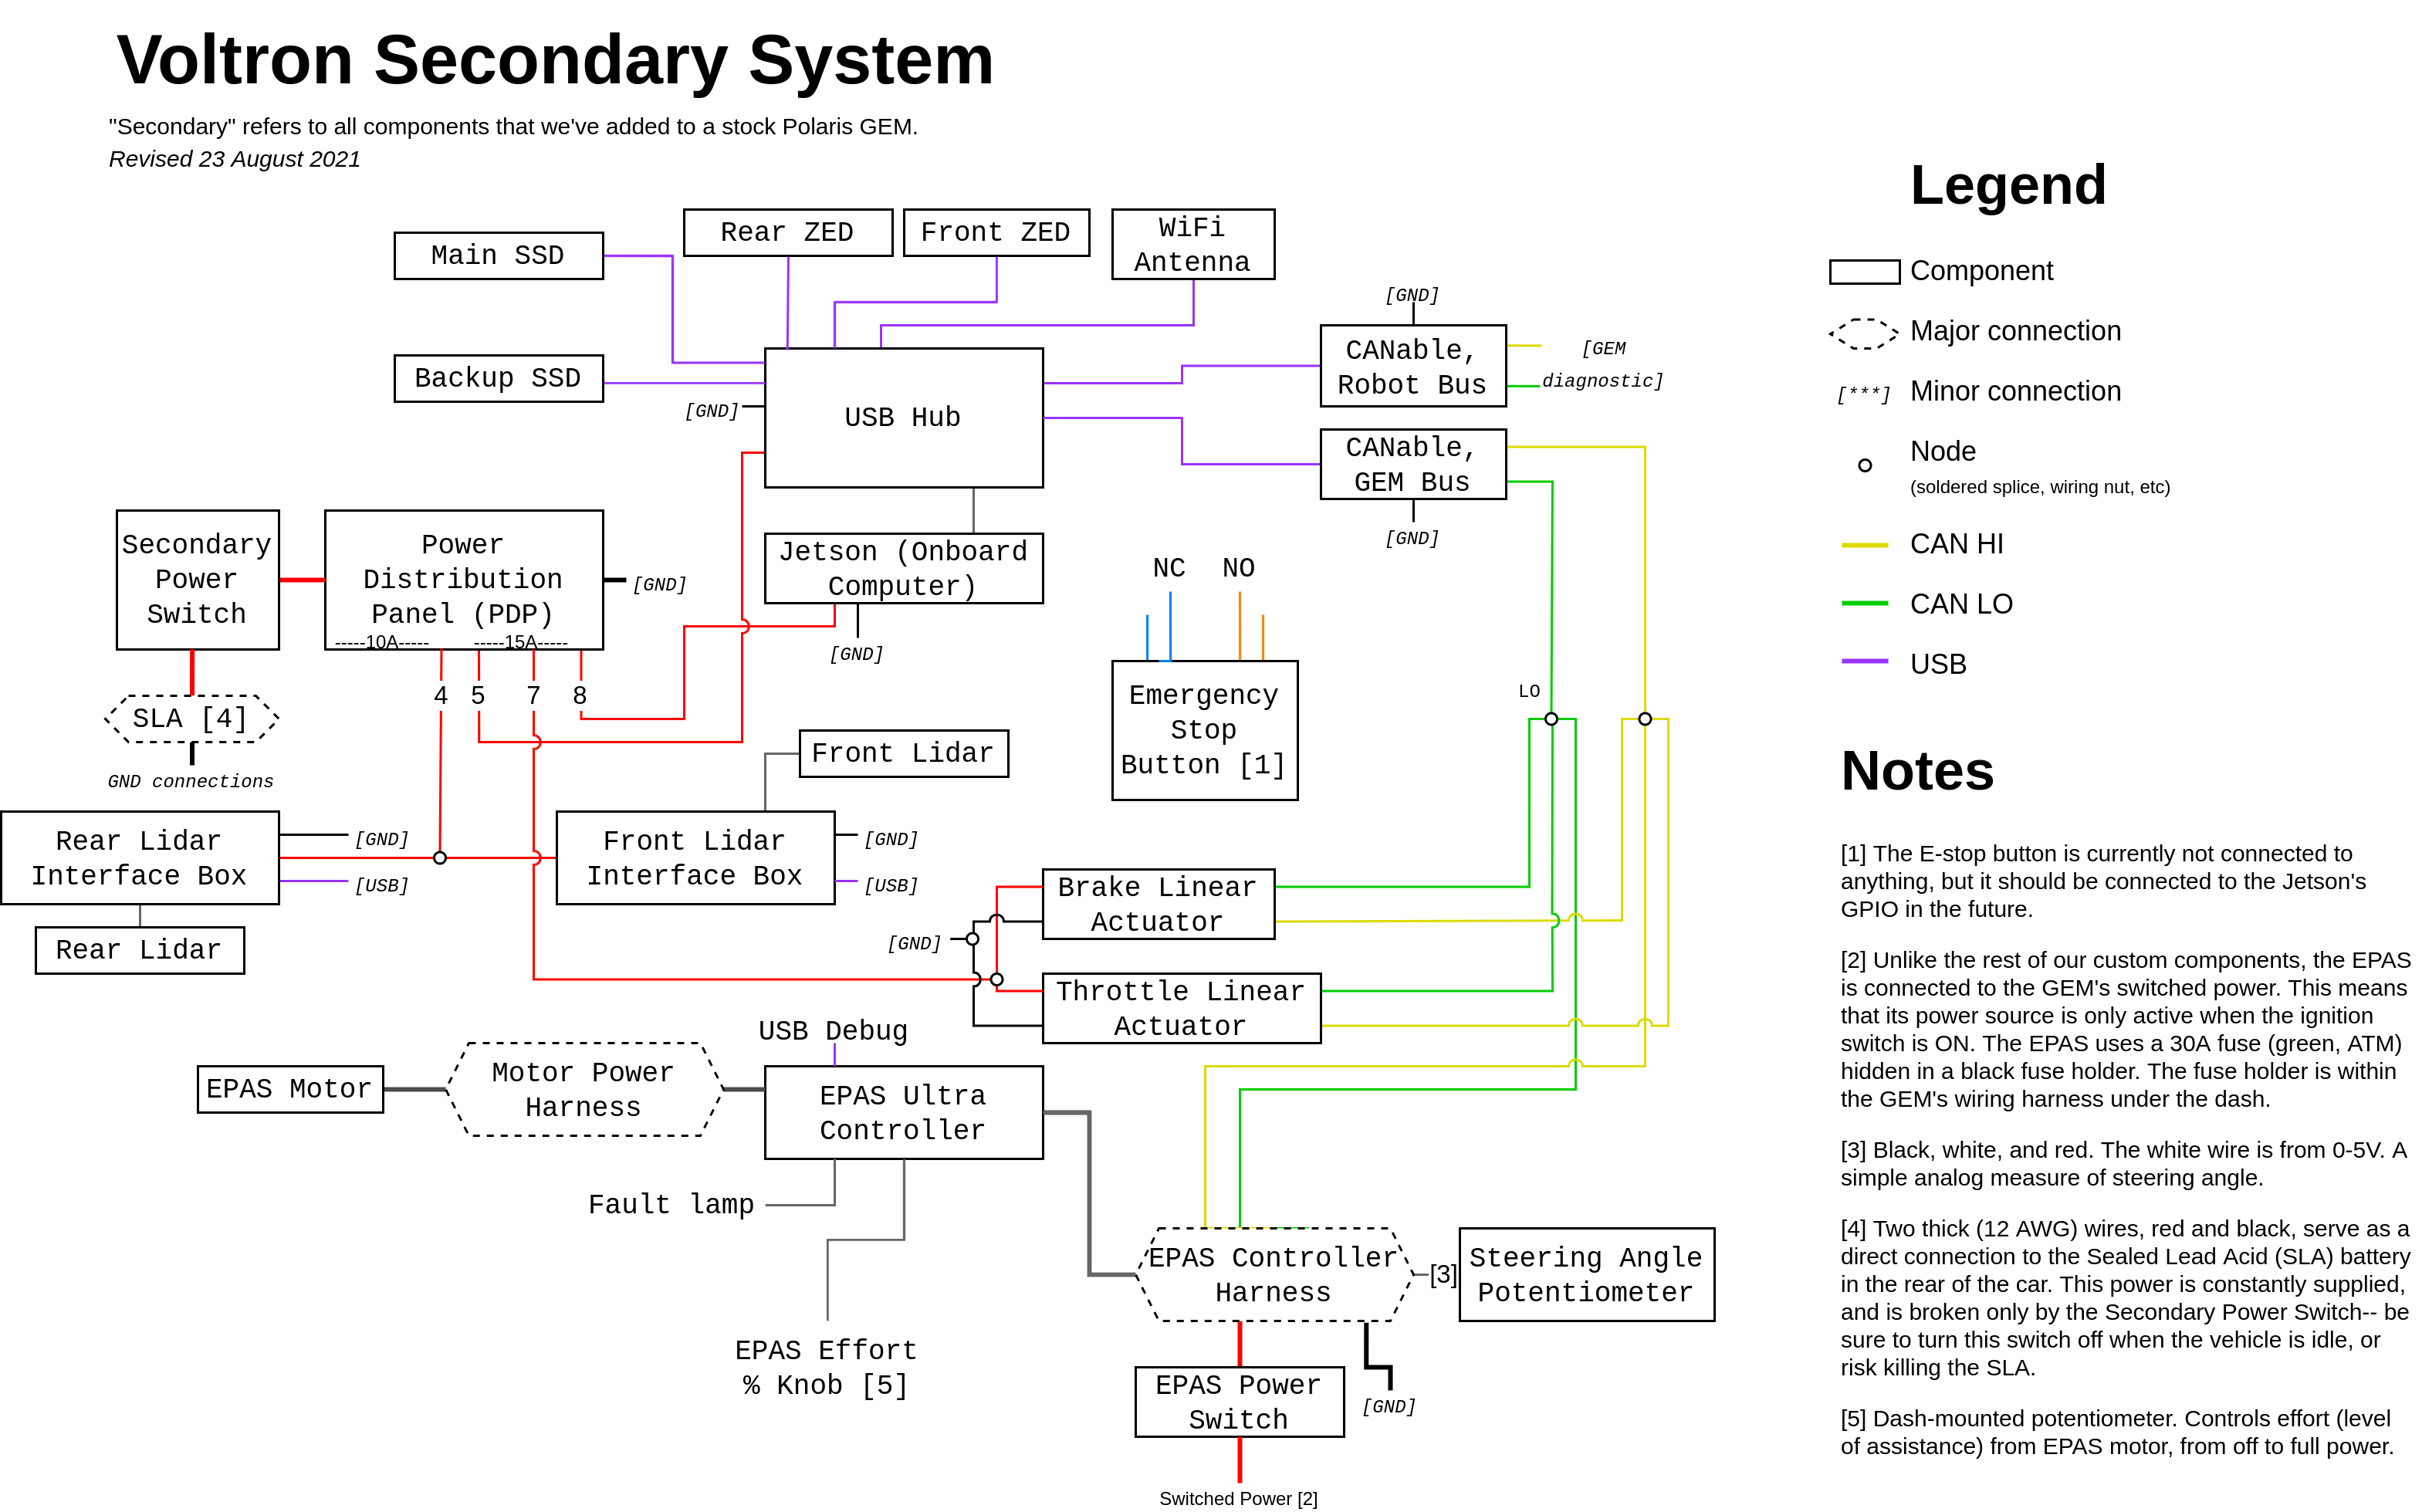 Voltron Secondary System
"Secondary" refers to all components that we've added to a stock Polaris GEM.
Revised 23 August 2021
Main SSD
Rear ZED
Front ZED
WiFi
Antenna
Backup SSD
[GND]
USB Hub
[GND]
CANable,
Robot Bus
[GEM
diagnostic]
CANable,
GEM Bus
[GND]
Secondary
Power
Switch
Power
Distribution
Panel (PDP)
-----10A-----
-----15A-----
[GND]
Jetson (Onboard
Computer)
[GND]
NC
NO
Emergency
Stop
Button [1]
4
5
7
8
LO
SLA [4]
GND connections
Front Lidar
Rear Lidar
Interface Box
[GND]
[USB]
Front Lidar
Interface Box
[GND]
[USB]
Rear Lidar
[GND]
Brake Linear
Actuator
Throttle Linear
Actuator
USB Debug
EPAS Motor
Motor Power
Harness
EPAS Ultra
Controller
Fault lamp
EPAS Effort
% Knob [5]
EPAS Controller
Harness
[3]
Steering Angle
Potentiometer
EPAS Power
Switch
[GND]
Switched Power [2]
Legend
Component
Major connection
[***]
Minor connection
Node
(soldered splice, wiring nut, etc)
CAN HI
CAN LO
USB
Notes
[1] The E-stop button is currently not connected to
anything, but it should be connected to the Jetson's
GPIO in the future.
[2] Unlike the rest of our custom components, the EPAS
is connected to the GEM's switched power. This means
that its power source is only active when the ignition
switch is ON. The EPAS uses a 30A fuse (green, ATM)
hidden in a black fuse holder. The fuse holder is within
the GEM's wiring harness under the dash.
[3] Black, white, and red. The white wire is from 0-5V. A
simple analog measure of steering angle.
[4] Two thick (12 AWG) wires, red and black, serve as a
direct connection to the Sealed Lead Acid (SLA) battery
in the rear of the car. This power is constantly supplied,
and is broken only by the Secondary Power Switch-- be
sure to turn this switch off when the vehicle is idle, or
risk killing the SLA.
[5] Dash-mounted potentiometer. Controls effort (level
of assistance) from EPAS motor, from off to full power.